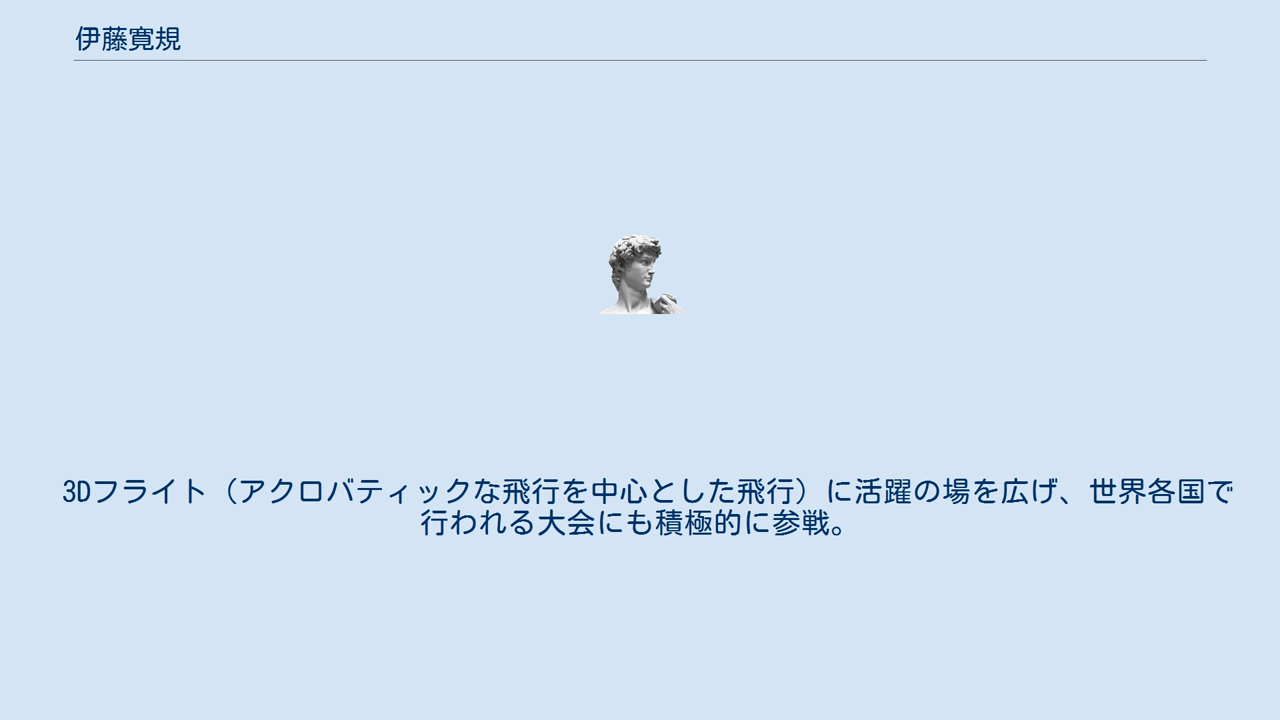 伊藤寛規
3Dフライト（アクロバティックな飛行を中心とした飛行）に活躍の場を広げ、世界各国で
行われる大会にも積極的に参戦。